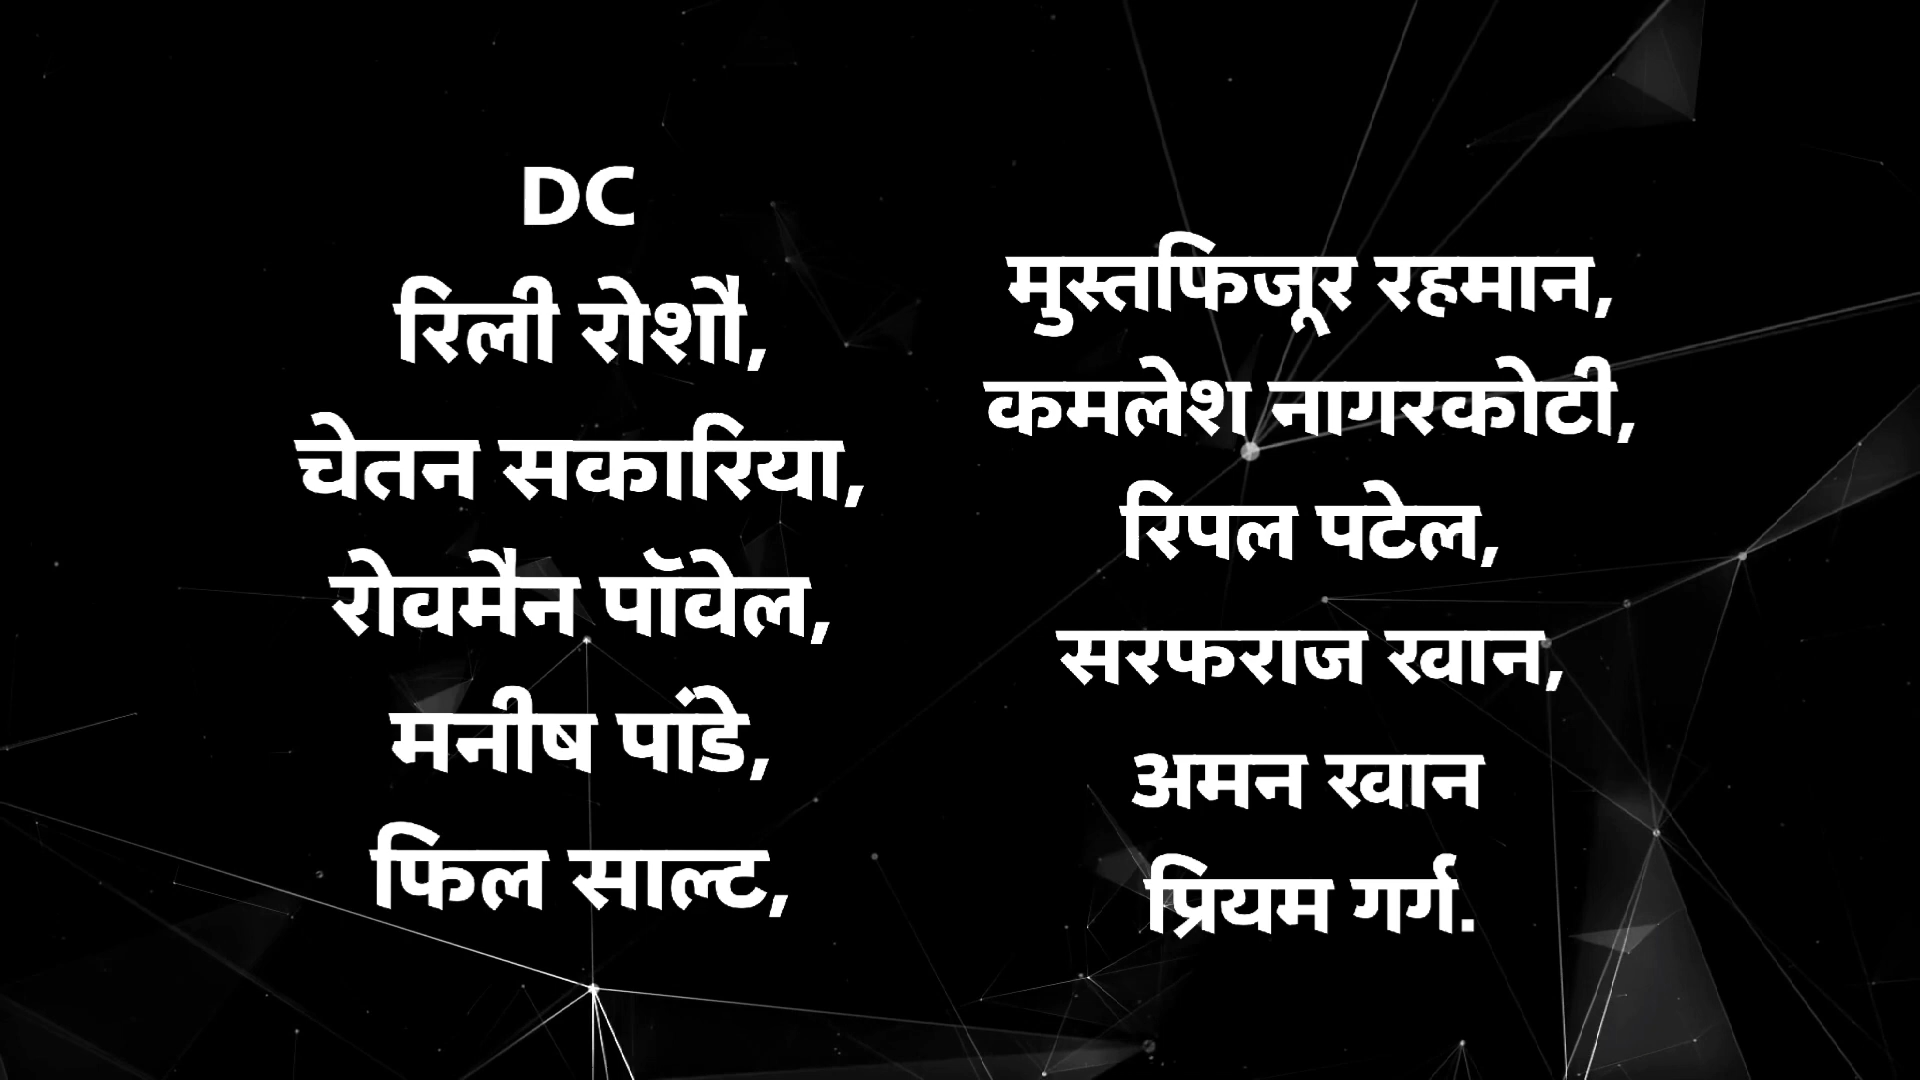 DC
रिली रोशौ,
चेतन सकारिया,
रोवमैन पॉवेल,
मनीष पांडे,
फिल साल्ट,
मुस्तफिजूर रहमान,
कमलेश नागरकोटी,
रिपल पटेल,
सरफराज खान,
अमन खान
प्रियम गर्ग.